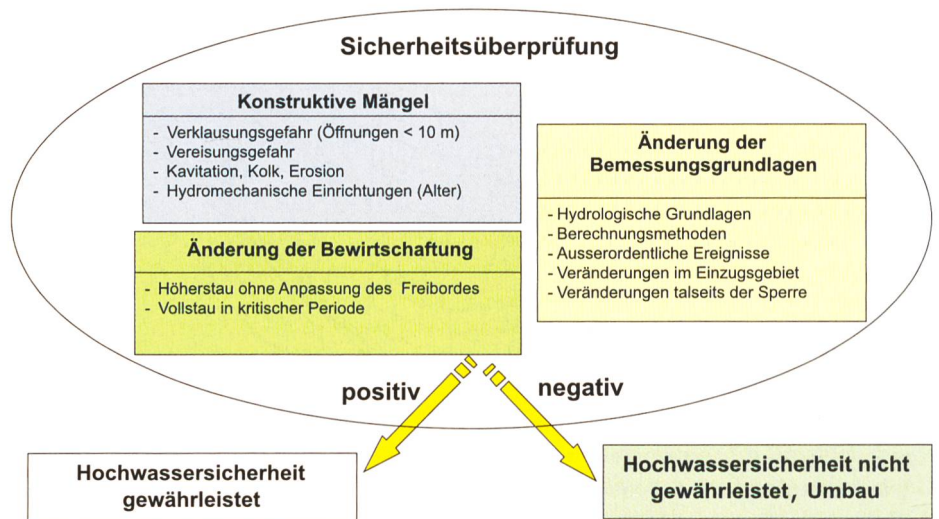 Sicherheitsüberprüfung
Konstruktive Mängel
- Verklausungsgefahr (Öffnungen < 10 m)
- Vereisungsgefahr
- Kavitation, Kolk, Erosion
- Hydromechanische Einrichtungen (Alter)
Änderung der Bewirtschaftung
- Höherstau ohne Anpassung des Freibordes
- Vollstau in kritischer Periode
Änderung der
Bemessungsgrundlagen
- Hydrologische Grundlagen
- Berechnungsmethoden
- Ausserordentliche Ereignisse
- Veränderungen im Einzugsgebiet
- Veränderungen talseits der Sperre
positiv
negativ
Hochwassersicherheit
gewährleistet
Hochwassersicherheit nicht
gewährleistet, Umbau